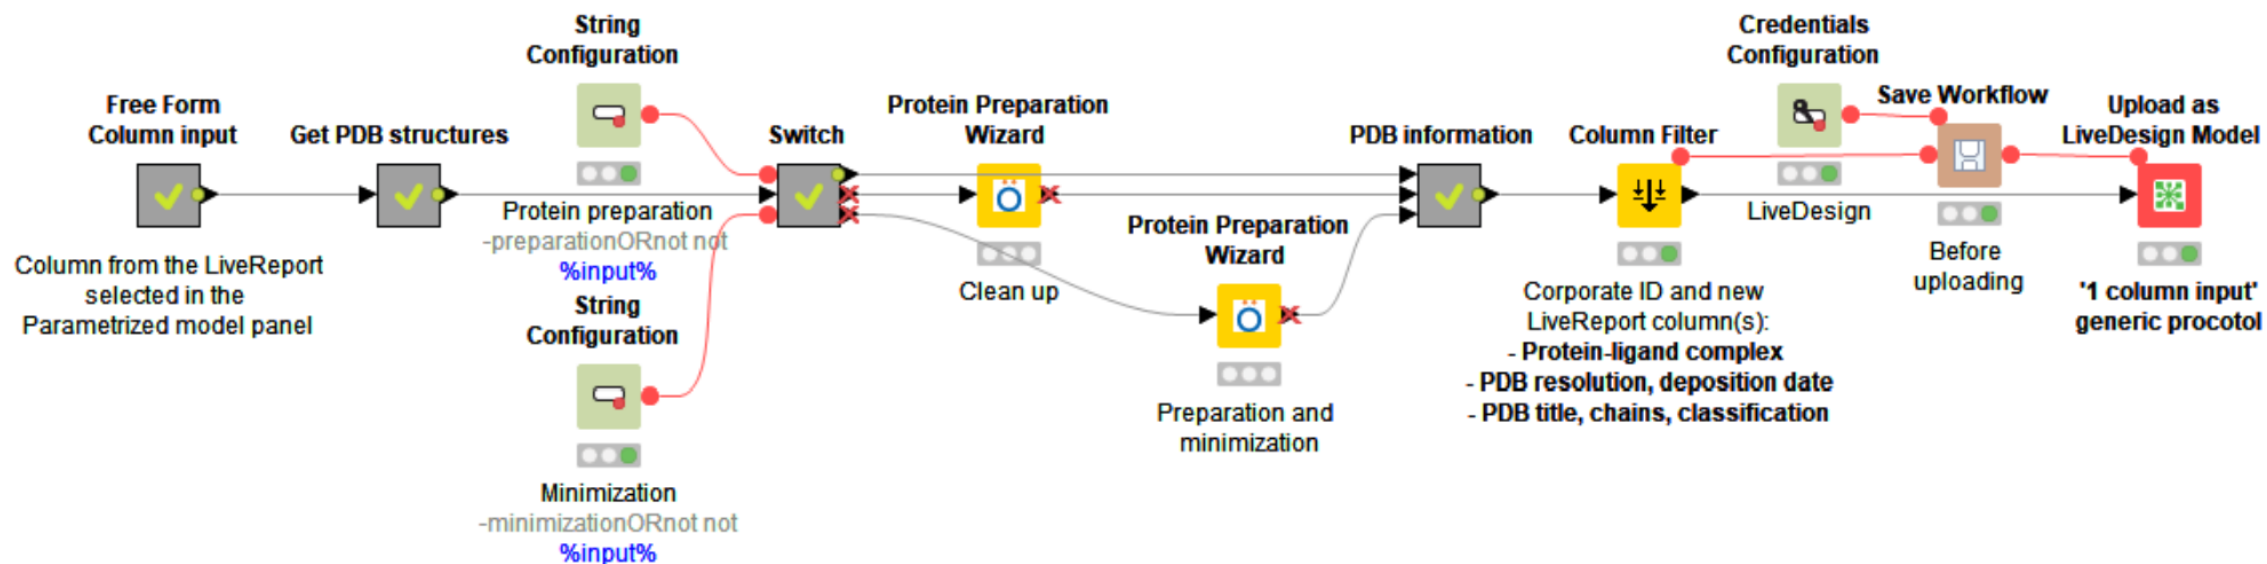 Free Form
Column input
Column from the LiveReport
selected in the
Parametrized model panel
Get PDB structures
String
Configuration
Protein preparation
-preparationORnot not
%input%
String
Configuration
Minimization
-minimizationORnot not
%input%
Switch
Protein Preparation
Wizard
Clean up
Protein Preparation
Wizard
Preparation and
minimization
PDB information
Column Filter
Corporate ID and new
LiveReport column(s):
- Protein-ligand complex
- PDB resolution, deposition date
- PDB title, chains, classification
Credentials
Configuration
LiveDesign
Save Workflow
Before
uploading
Upload as
LiveDesign Model
'1 column input'
generic procotol